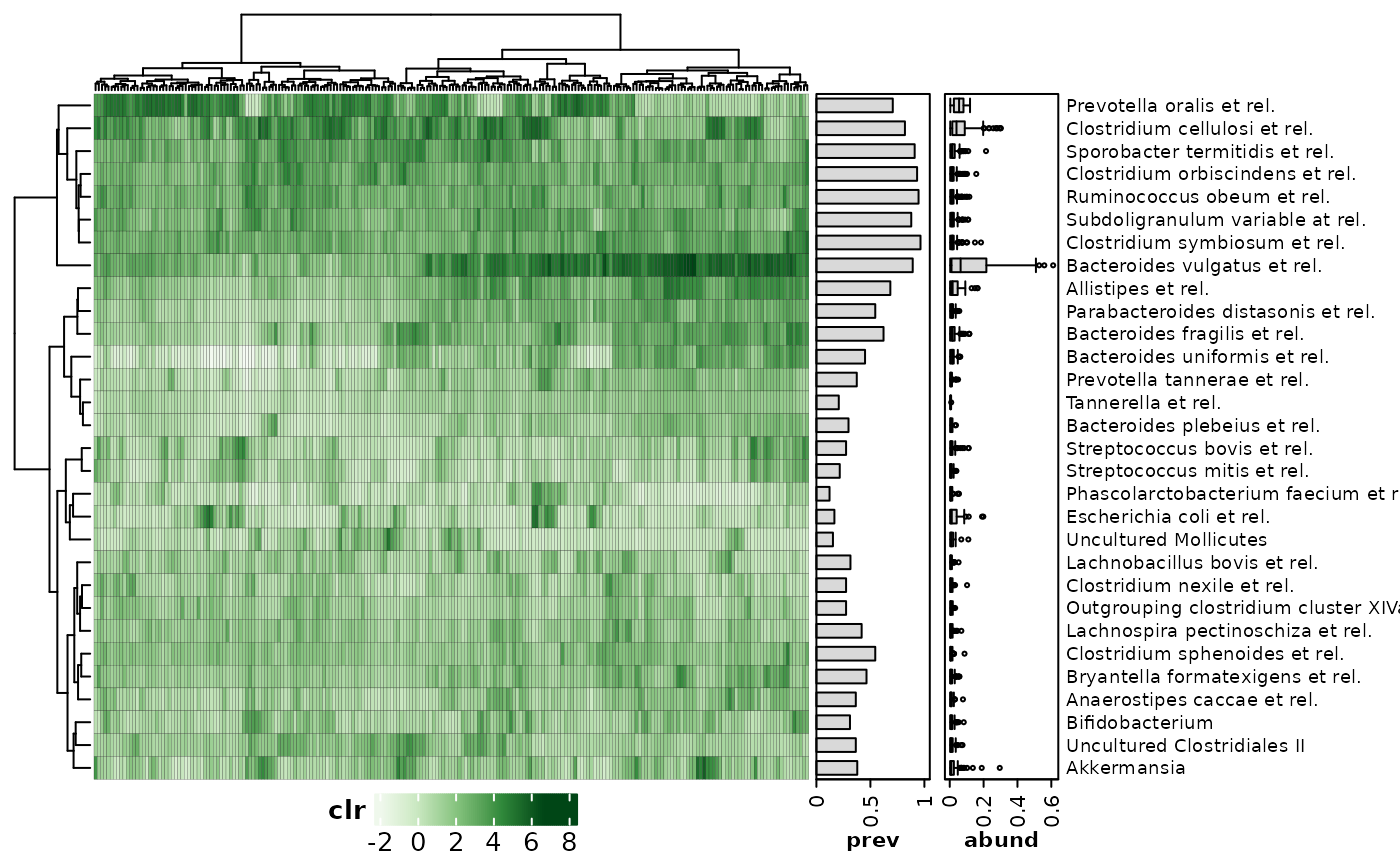 Prevotella oralis et rel.
Clostridium cellulosi et rel.
Sporobacter termitidis et rel.
Clostridium orbiscindens et rel.
Ruminococcus obeum et rel.
Subdoligranulum variable at rel.
Clostridium symbiosum et rel.
Bacteroides vulgatus et rel.
Allistipes et rel.
Parabacteroides distasonis et rel.
Bacteroides fragilis et rel.
Bacteroides uniformis et rel.
Prevotella tannerae et rel.
Tannerella et rel.
Bacteroides plebeius et rel.
Streptococcus bovis et rel.
Streptococcus mitis et rel.
Phascolarctobacterium faecium et r
Escherichia coli et rel.
Uncultured Mollicutes
Lachnobacillus bovis et rel.
Clostridium nexile et rel.
Outgrouping clostridium cluster XIVa
Lachnospira pectinoschiza et rel.
Clostridium sphenoides et rel.
Bryantella formatexigens et rel.
Anaerostipes caccae et rel.
Bifidobacterium
Uncultured Clostridiales II
Akkermansia
0 0.5 1
0 0.2 0.4 0.6
prev
abund
clr
-2 0 2 4 6 8